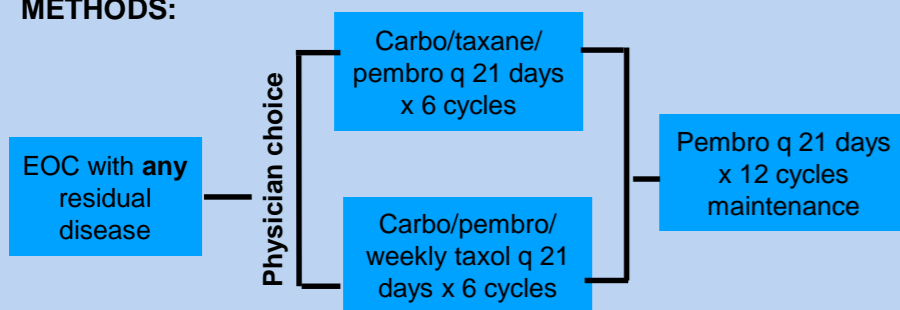 METHODS:
EOC with any
residual
disease
Physician choice
Carbo/taxane/
pembro q 21 days
x 6 cycles
Carbo/pembro/
weekly taxol q 21
days x 6 cycles
Pembro q 21 days
x 12 cycles
maintenance